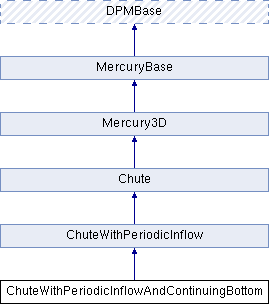 DPMBase
MercuryBase
Mercury3D
Chute
ChuteWithPeriodicInflow
ChuteWithPeriodicInflowAndContinuingBottom